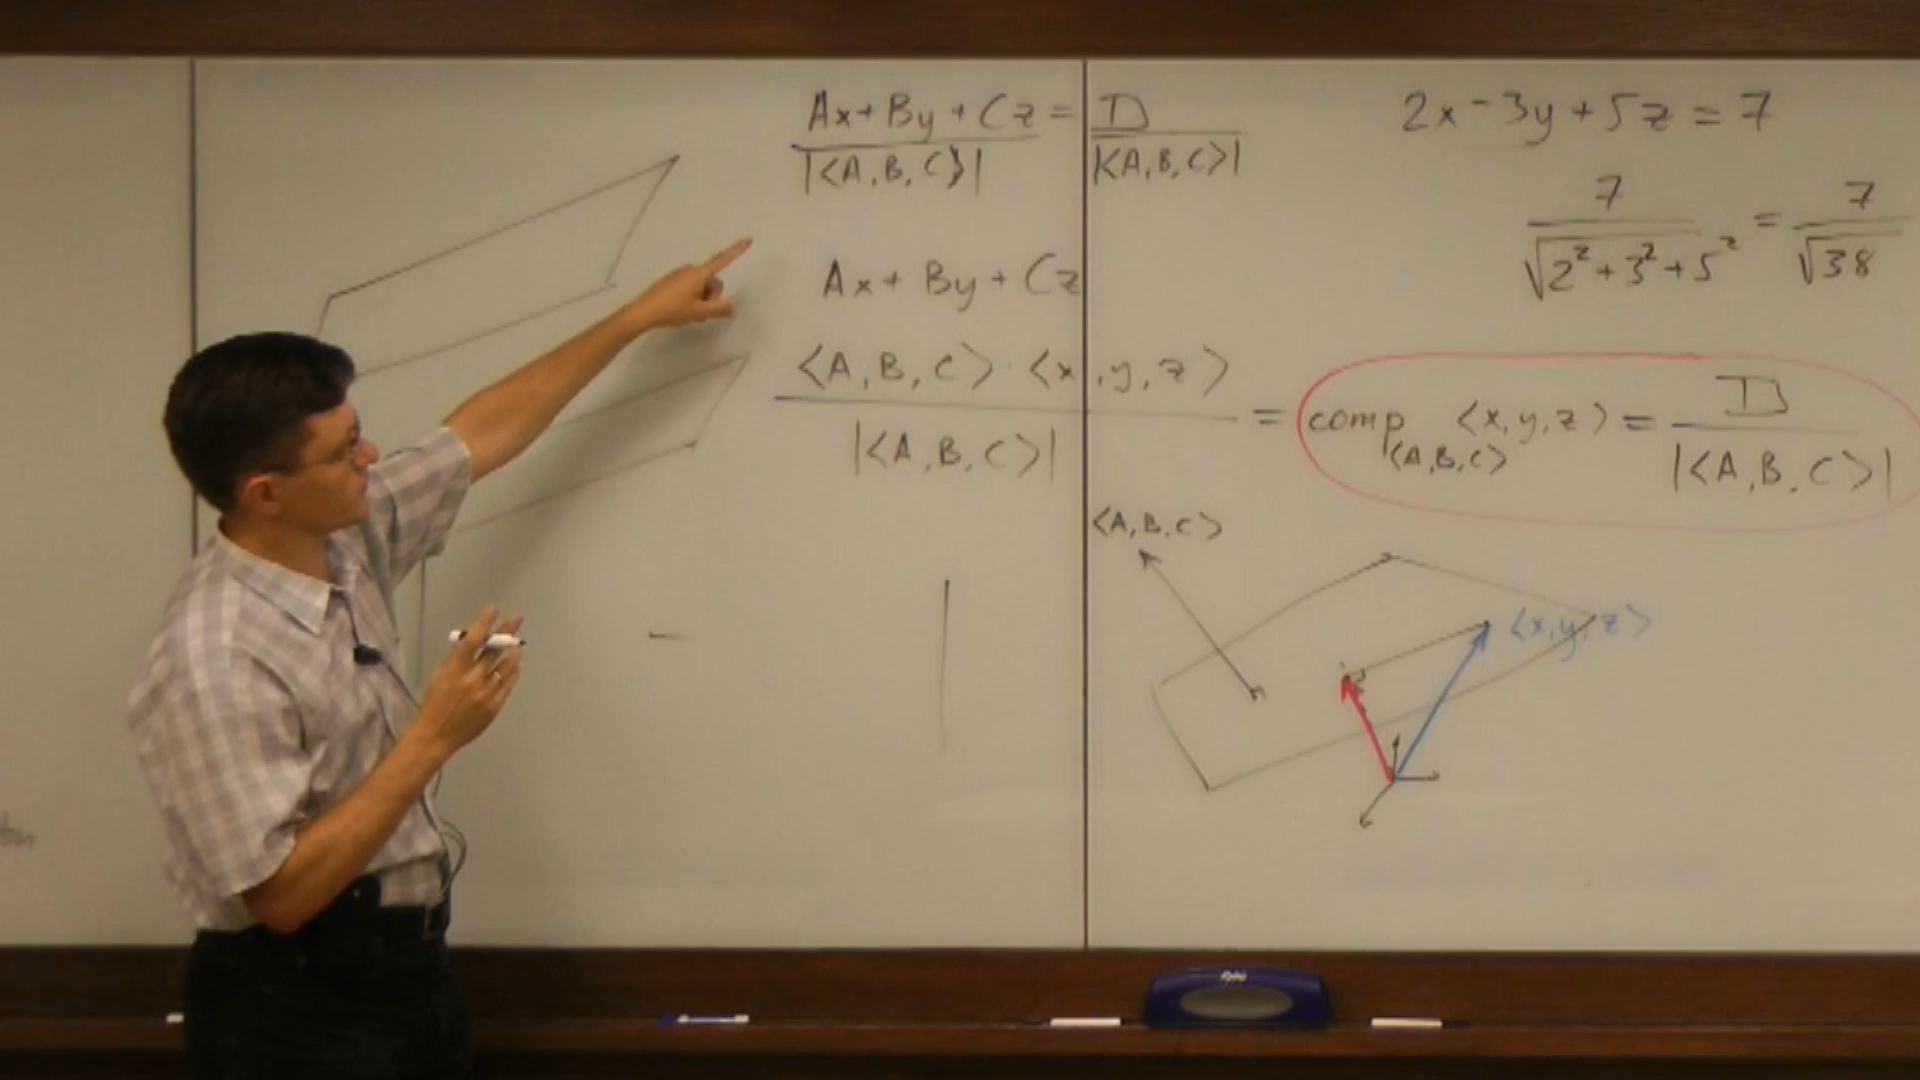 Ax + By + Cz = D
|<A, B, C>| |<A, B, C>|
Ax + By + Cz
<A, B, C> · <x, y, z>
|<A, B, C>|
= comp<A, B, C> <x, y, z> = D / |<A, B, C>|
2x - 3y + 5z = 7
7 / √2² + 3² + 5² = 7 / √38
<A, B, C>
<x, y, z>